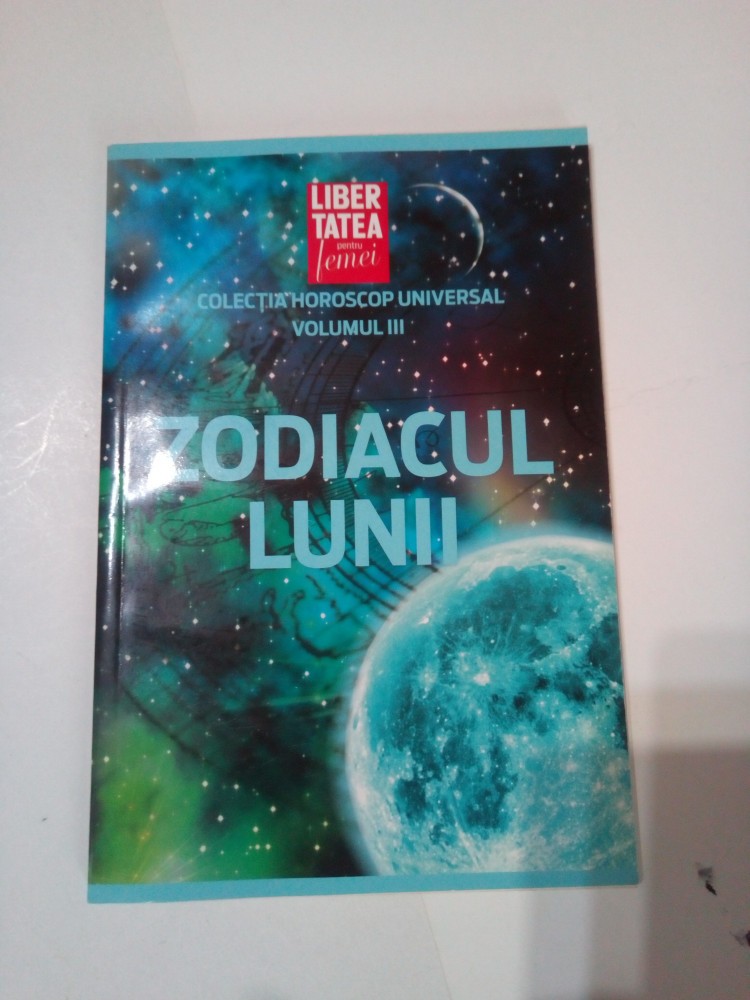 LIBER
TATEA
pentru
femei
COLECȚIA HOROSCOP UNIVERSAL
VOLUMUL III
ZODIACUL
LUNII